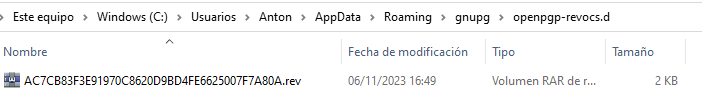 Este equipo > Windows (C:) > Usuarios > Anton > AppData > Roaming > gnupg > openpgp-revocs.d
Nombre Fecha de modificación Tipo Tamaño
AC7CB83F3E91970C8620D9BD4FE6625007F7A80A.rev 06/11/2023 16:49 Volumen RAR de r... 2 KB